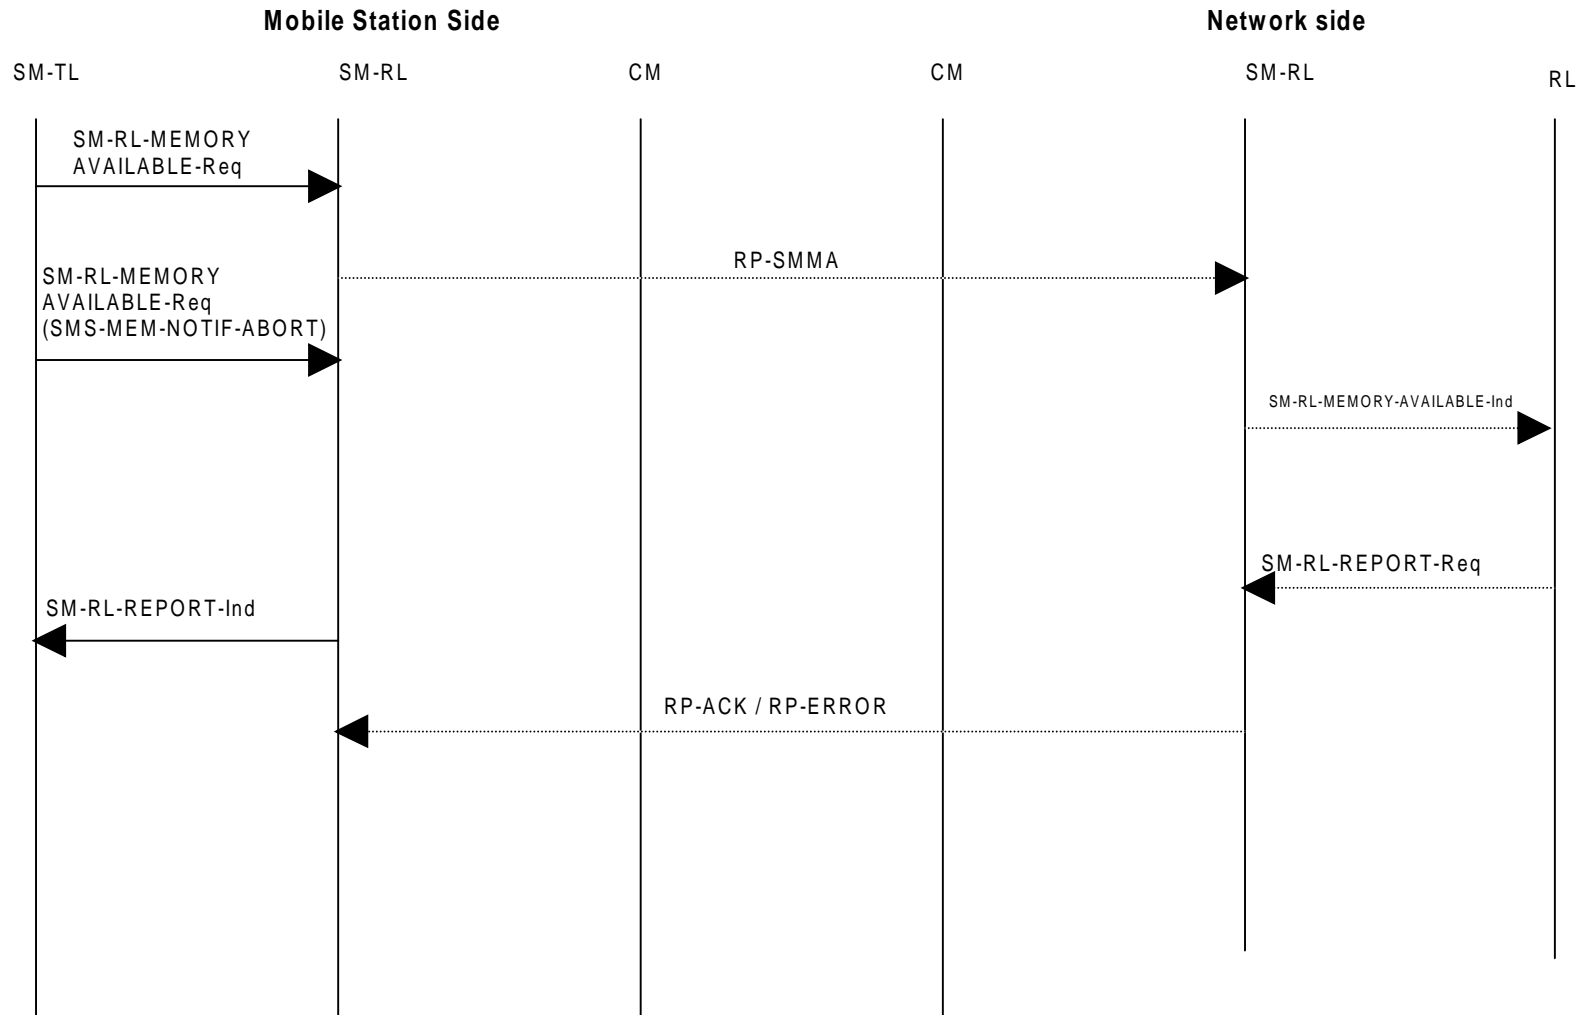 Mobile Station Side
Network side
SM-TL
SM-RL
CM
CM
SM-RL
RL
SM-RL-MEMORY
AVAILABLE-Req
RP-SMMA
SM-RL-MEMORY
AVAILABLE-Req
(SMS-MEM-NOTIF-ABORT)
SM-RL-MEMORY-AVAILABLE-Ind
SM-RL-REPORT-Req
SM-RL-REPORT-Ind
RP-ACK / RP-ERROR